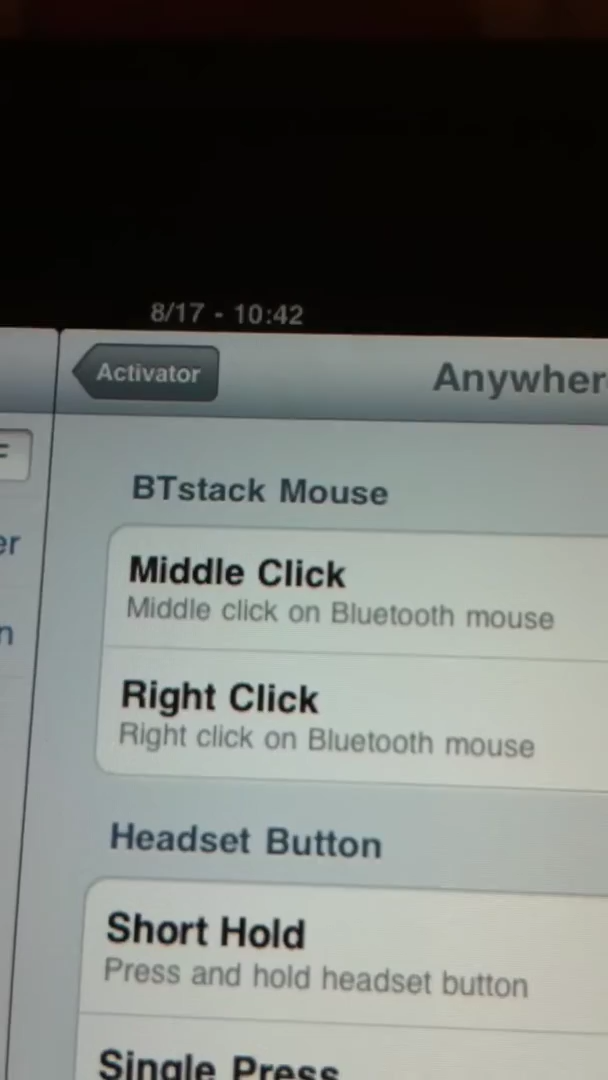 8/17 - 10:42
Activator
BTstack Mouse
Middle Click
Middle click on Bluetooth mouse
Right Click
Right click on Bluetooth mouse
Headset Button
Short Hold
Press and hold headset button
Single Press